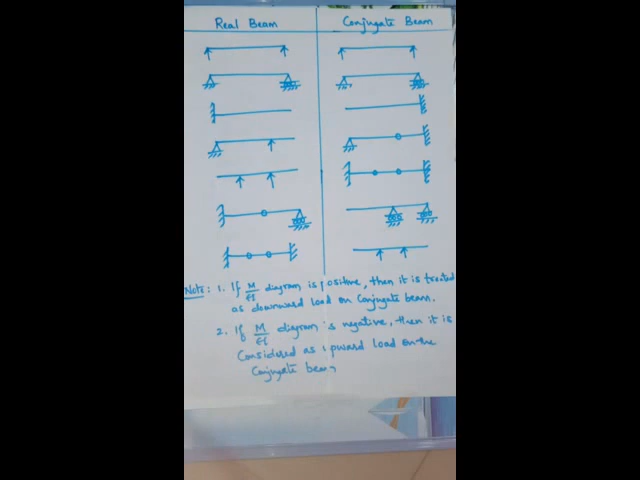 Real Beam
Conjugate Beam
Note: 1. If M/EI diagram is positive, then it is treated
as downward load on Conjugate beam.
2. If M/EI diagram is negative, then it is
Considered as upward load on the
Conjugate beam